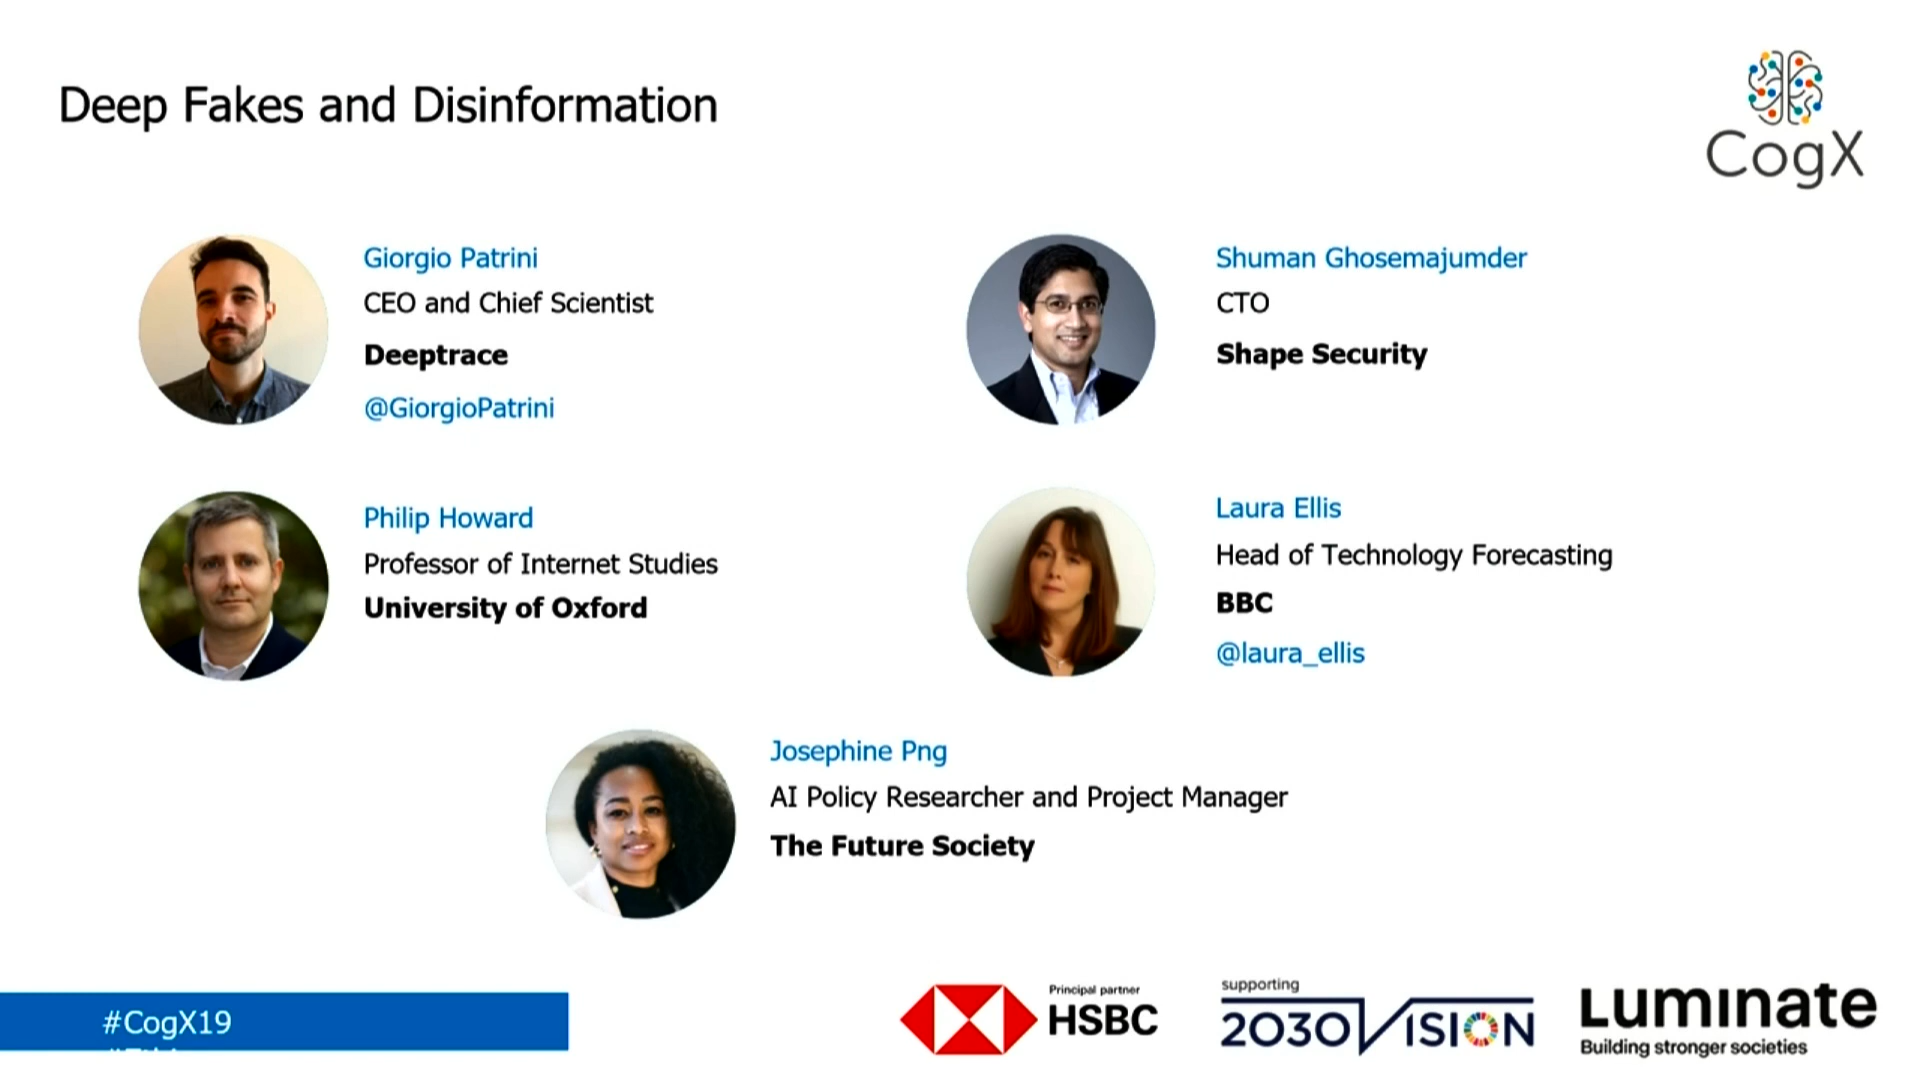 Deep Fakes and Disinformation
CogX
Giorgio Patrini
CEO and Chief Scientist
Deeptrace
@GiorgioPatrini
Shuman Ghosemajumder
CTO
Shape Security
Philip Howard
Professor of Internet Studies
University of Oxford
Laura Ellis
Head of Technology Forecasting
BBC
@laura_ellis
Josephine Png
AI Policy Researcher and Project Manager
The Future Society
#CogX19
Principal partner
HSBC
supporting
2030VISION
Luminate
Building stronger societies